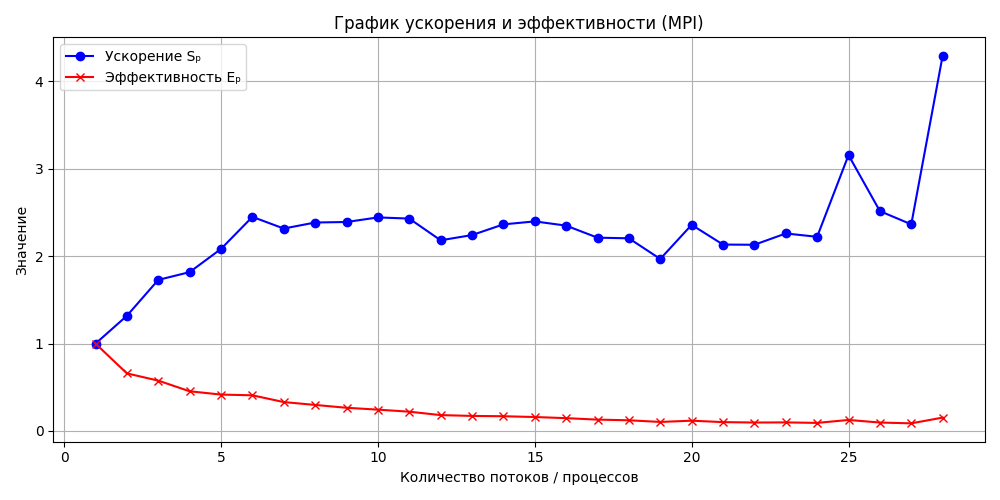 График ускорения и эффективности (MPI)
Ускорение Sₚ
Эффективность Eₚ
Значение
4
3
2
1
0
0 5 10 15 20 25
Количество потоков / процессов